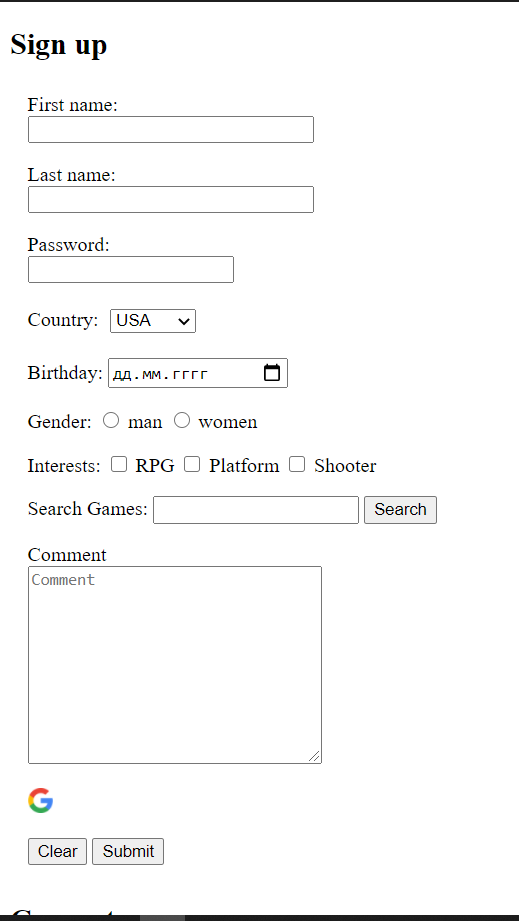 Sign up
First name:
Last name:
Password:
Country: USA
Birthday: дд.мм.гггг
Gender: man women
Interests: RPG Platform Shooter
Search Games: Search
Comment
Comment
Clear Submit